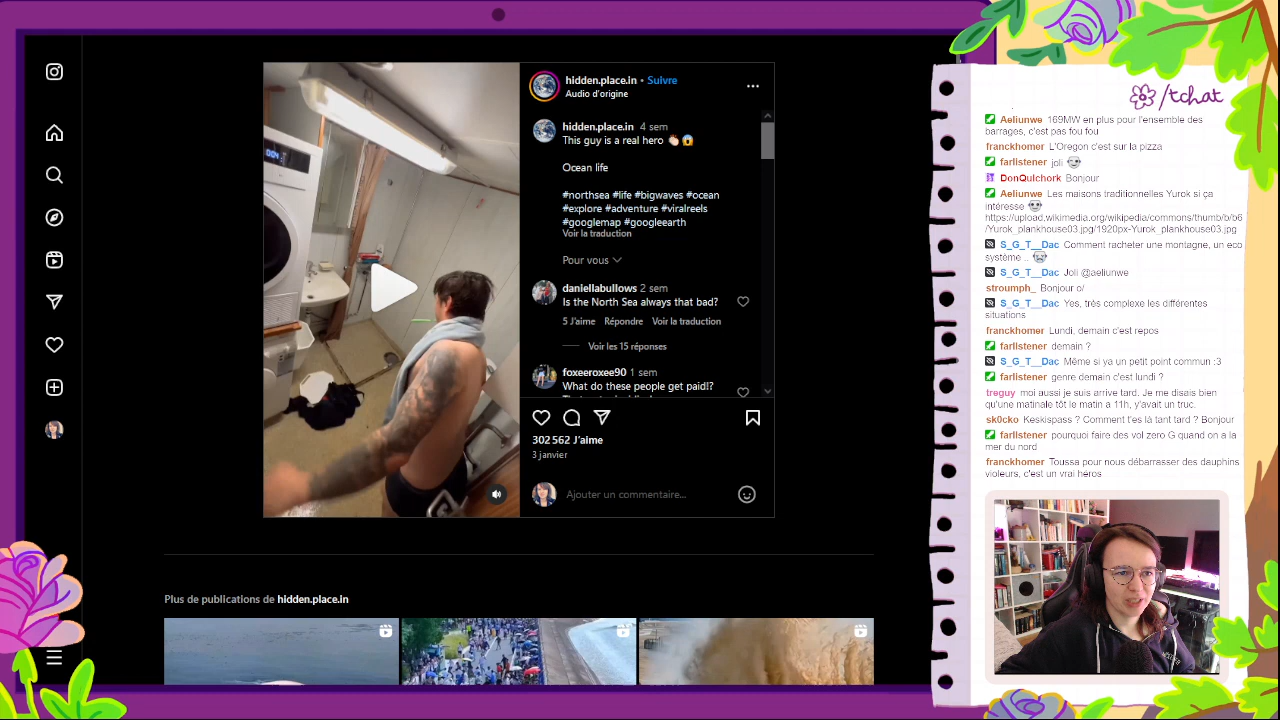 hidden.place.in • Suivre
Audio d'origine
hidden.place.in 4 sem
This guy is a real hero 👏🏻😱
Ocean life
#northsea #life #bigwaves #ocean
#explore #adventure #viralreels
#googlemap #googleearth
Voir la traduction
Pour vous
daniellabullows 2 sem
Is the North Sea always that bad?
5 J'aime Répondre Voir la traduction
Voir les 15 réponses
foxeeroxee90 1 sem
What do these people get paid!?
302 562 J'aime
3 janvier
Ajouter un commentaire...
Plus de publications de hidden.place.in
/tchat
Aeliunwe 169MW en plus pour l'ensemble des
barrages, c'est pas fou fou
franckhomer L'Oregon c'est sur la pizza
farlistener joli
DonQuIchork Bonjour
Aeliunwe Les maisons traditionnelles Yurok si ça
intéresse
https://upload.wikimedia.org/wikipedia/commons/thumb/b/b6
/Yurok_plankhouse03.jpg/1920px-Yurok_plankhouse03.jpg
S_G_T__Dac Comment racheter une montagne, un eco
système ..
S_G_T__Dac Joli @aeliunwe
stroumph_ Bonjour o/
S_G_T__Dac Yes, trés complexe les différentes
situations
franckhomer Lundi, demain c'est repos
farlistener demain ?
S_G_T__Dac Même si ya un petit point commun :3
farlistener genre demain c'est lundi ?
treguy moi aussi je suis arrive tard. Je me disais bien
qu'une matinale tôt le matin a 11h, y'avait un truc.
sk0cko Keskispasse ? Comment t'es là tant tard ? Bonjour
farlistener pourquoi faire des vol zero G quand on a la
mer du nord
franckhomer Toussa pour nous débarrasser des dauphins
violeurs, c'est un vrai héros